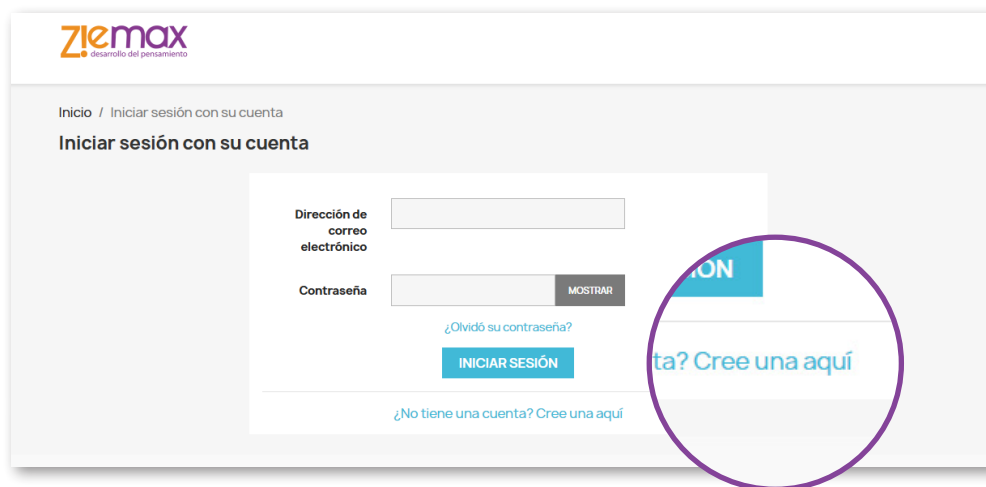 ziemax
desarrollo del pensamiento
Inicio / Iniciar sesión con su cuenta
Iniciar sesión con su cuenta
Dirección de
correo
electrónico
Contraseña
MOSTRAR
¿Olvidó su contraseña?
INICIAR SESIÓN
¿No tiene una cuenta? Cree una aquí
IÓN
ta? Cree una aquí